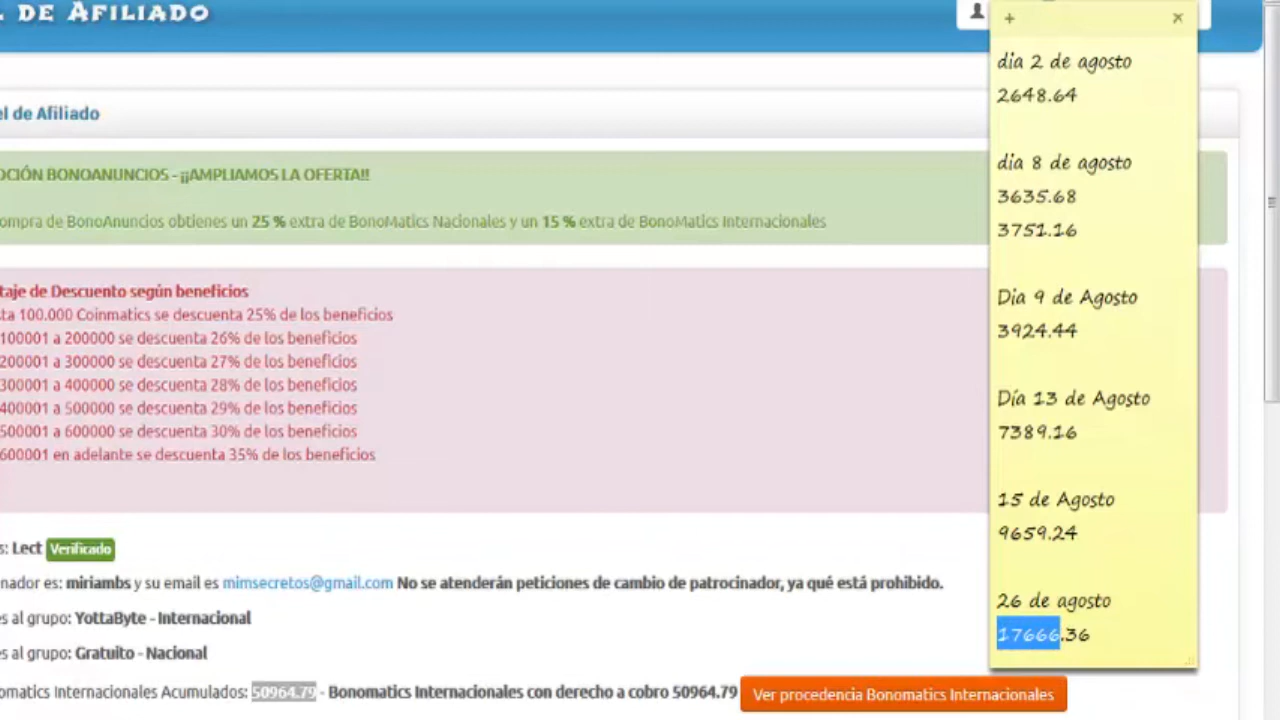 DE AFILIADO
el de Afiliado
OCIÓN BONOANUNCIOS - ¡¡AMPLIAMOS LA OFERTA!!
ompra de BonoAnuncios obtienes un 25 % extra de BonoMatics Nacionales y un 15 % extra de BonoMatics Internacionales
taje de Descuento según beneficios
sta 100.000 Coinmatics se descuenta 25% de los beneficios
100001 a 200000 se descuenta 26% de los beneficios
200001 a 300000 se descuenta 27% de los beneficios
300001 a 400000 se descuenta 28% de los beneficios
400001 a 500000 se descuenta 29% de los beneficios
500001 a 600000 se descuenta 30% de los beneficios
600001 en adelante se descuenta 35% de los beneficios
s: Lect Verificado
inador es: miriambs y su email es mimsecretos@gmail.com No se atenderán peticiones de cambio de patrocinador, ya qué está prohibido.
es al grupo: YottaByte - Internacional
es al grupo: Gratuito - Nacional
omatics Internacionales Acumulados: 50964.79 - Bonomatics Internacionales con derecho a cobro 50964.79 Ver procedencia Bonomatics Internacionales
dia 2 de agosto
2648.64
dia 8 de agosto
3635.68
3751.16
Dia 9 de Agosto
3924.44
Día 13 de Agosto
7389.16
15 de Agosto
9659.24
26 de agosto
17666.36